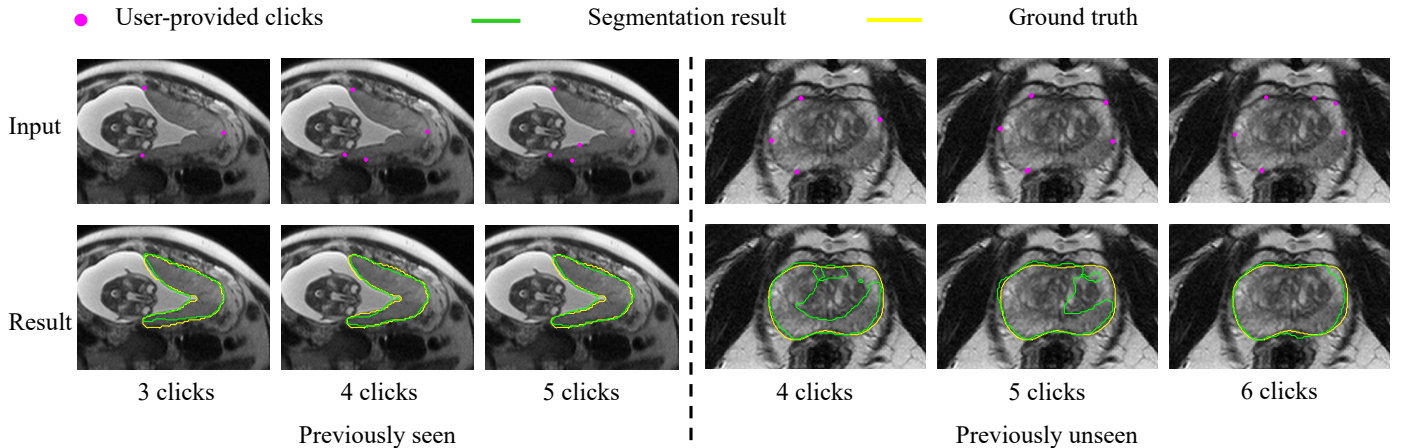 User-provided clicks Segmentation result Ground truth
Input
Result
3 clicks 4 clicks 5 clicks 4 clicks 5 clicks 6 clicks
Previously seen Previously unseen